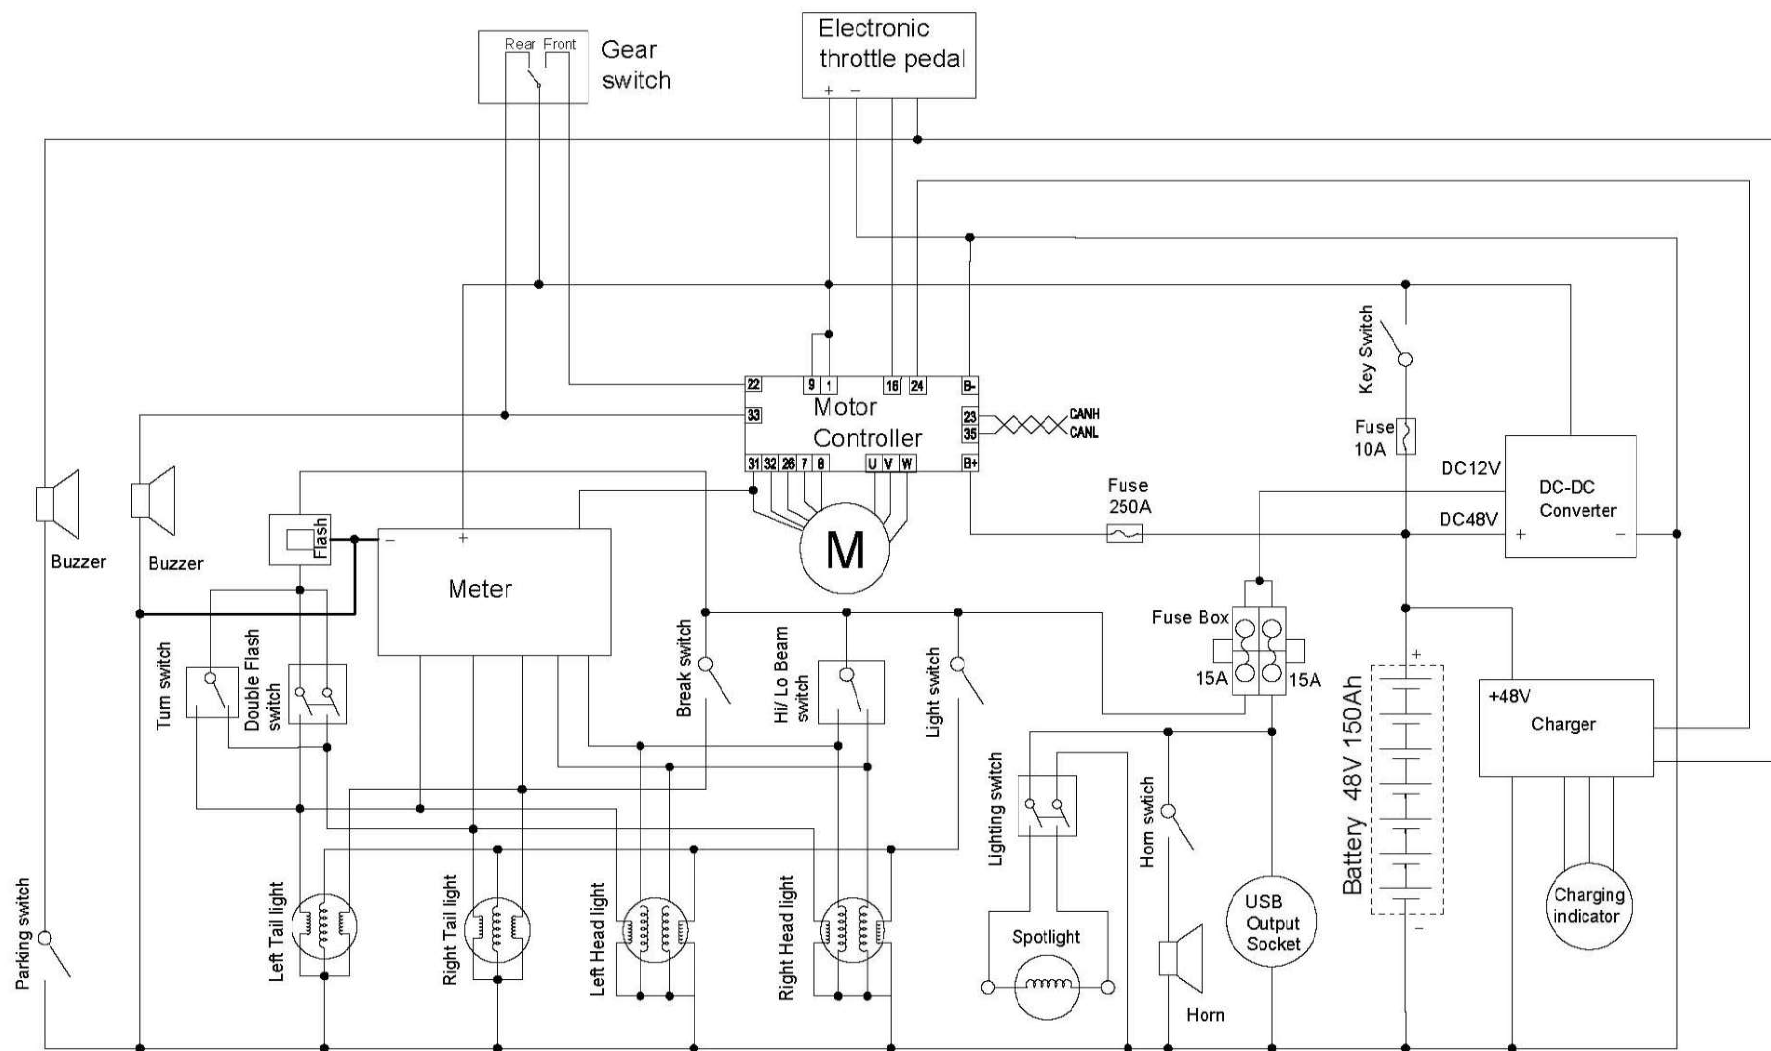 Electronic
throttle pedal
+ −
Rear Front
Gear
switch
Key Switch
22
9 1
16 24
B-
33
Motor
Controller
23
35
CANH
CANL
31 32 26 7 8
U V W
B+
Fuse
10A
DC12V
DC48V
DC-DC
Converter
+ −
Fuse
250A
Flash
− +
Meter
M
Buzzer
Buzzer
Fuse Box
15A
15A
Turn switch
Double Flash
switch
Break switch
Hi/ Lo Beam
switch
Light switch
+
Battery 48V 150Ah
−
+48V
Charger
Charging
indicator
Lighting switch
Horn swtich
USB
Output
Socket
Spotlight
Horn
Parking switch
Left Tail light
Right Tail light
Left Head light
Right Head light